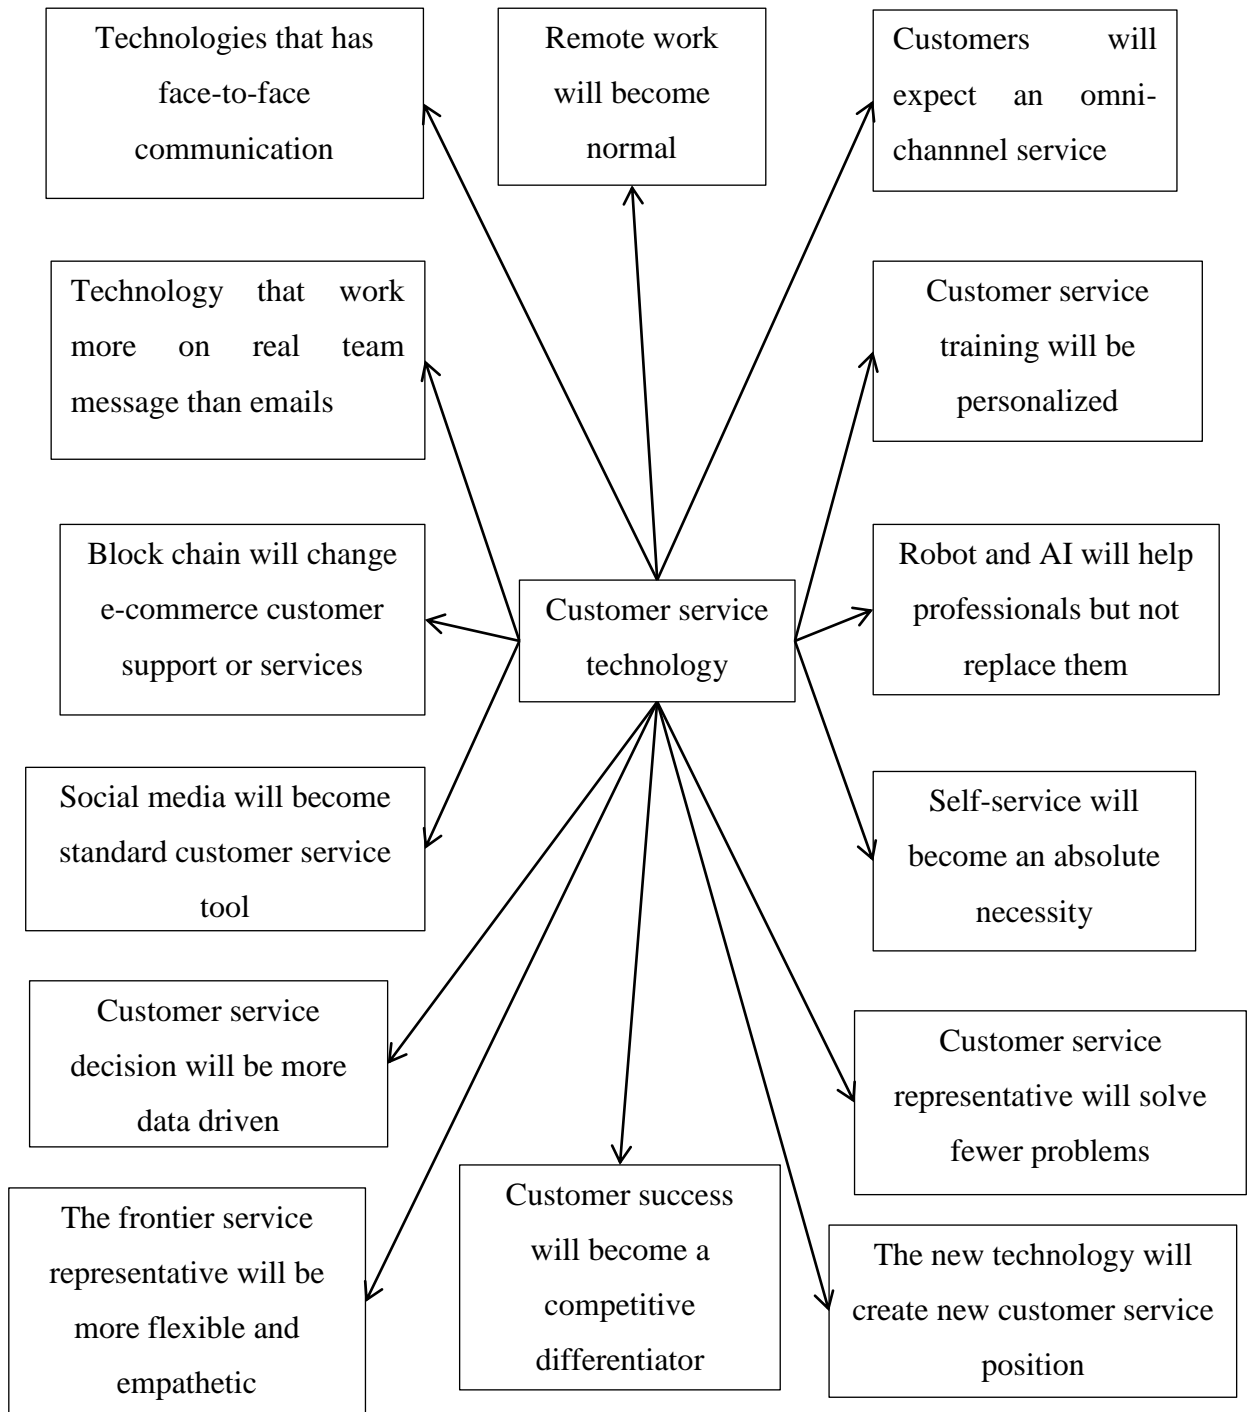 Technologies that has
face-to-face
communication
Remote work
will become
normal
Customers will
expect an omni-
channnel service
Technology that work
more on real team
message than emails
Customer service
training will be
personalized
Block chain will change
e-commerce customer
support or services
Customer service
technology
Robot and AI will help
professionals but not
replace them
Social media will become
standard customer service
tool
Self-service will
become an absolute
necessity
Customer service
decision will be more
data driven
Customer service
representative will solve
fewer problems
The frontier service
representative will be
more flexible and
empathetic
Customer success
will become a
competitive
differentiator
The new technology will
create new customer service
position